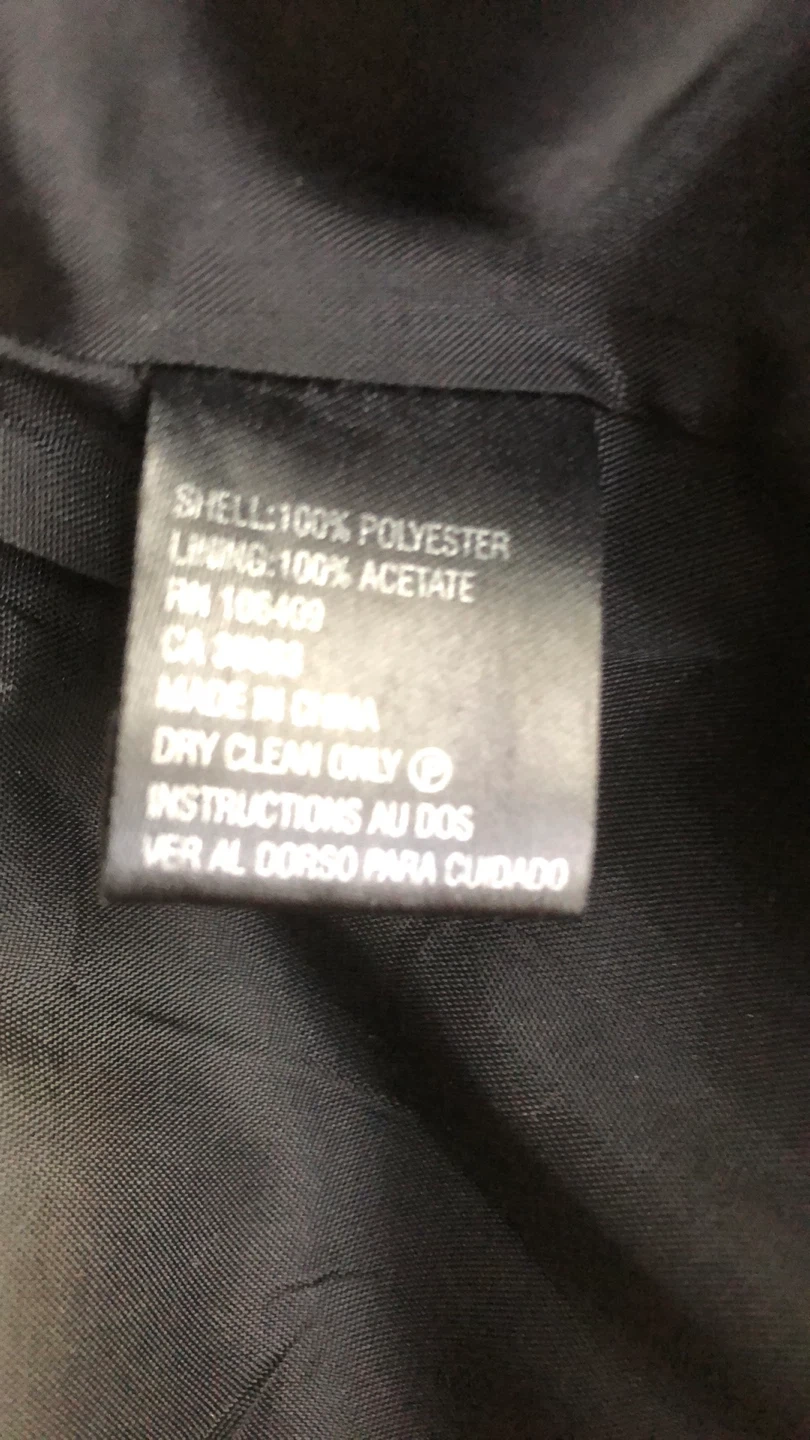 SHELL:100% POLYESTER
LINING:100% ACETATE
RN 106409
CA
MADE IN CHINA
DRY CLEAN ONLY Ⓟ
INSTRUCTIONS AU DOS
VER AL DORSO PARA CUIDADO